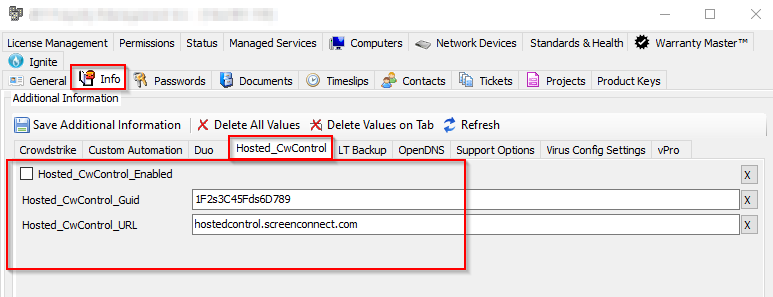 License Management Permissions Status Managed Services Computers Network Devices Standards & Health Warranty Master™
Ignite
General Info Passwords Documents Timeslips Contacts Tickets Projects Product Keys
Additional Information
Save Additional Information Delete All Values Delete Values on Tab Refresh
Crowdstrike Custom Automation Duo Hosted_CwControl LT Backup OpenDNS Support Options Virus Config Settings vPro
Hosted_CwControl_Enabled X
Hosted_CwControl_Guid 1F2s3C45Fds6D789 X
Hosted_CwControl_URL hostedcontrol.screenconnect.com X